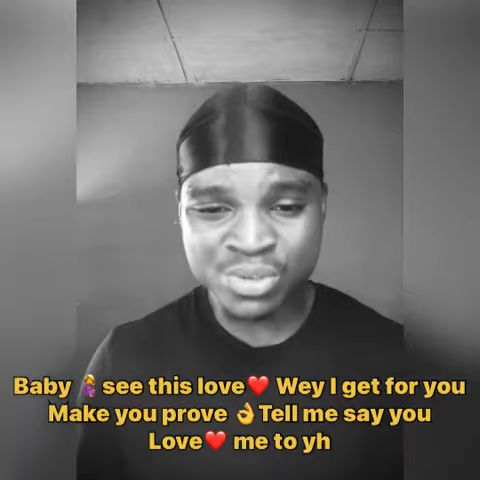 Baby 🤰 see this love❤️ Wey I get for you
Make you prove 👌Tell me say you
Love❤️ me to yh